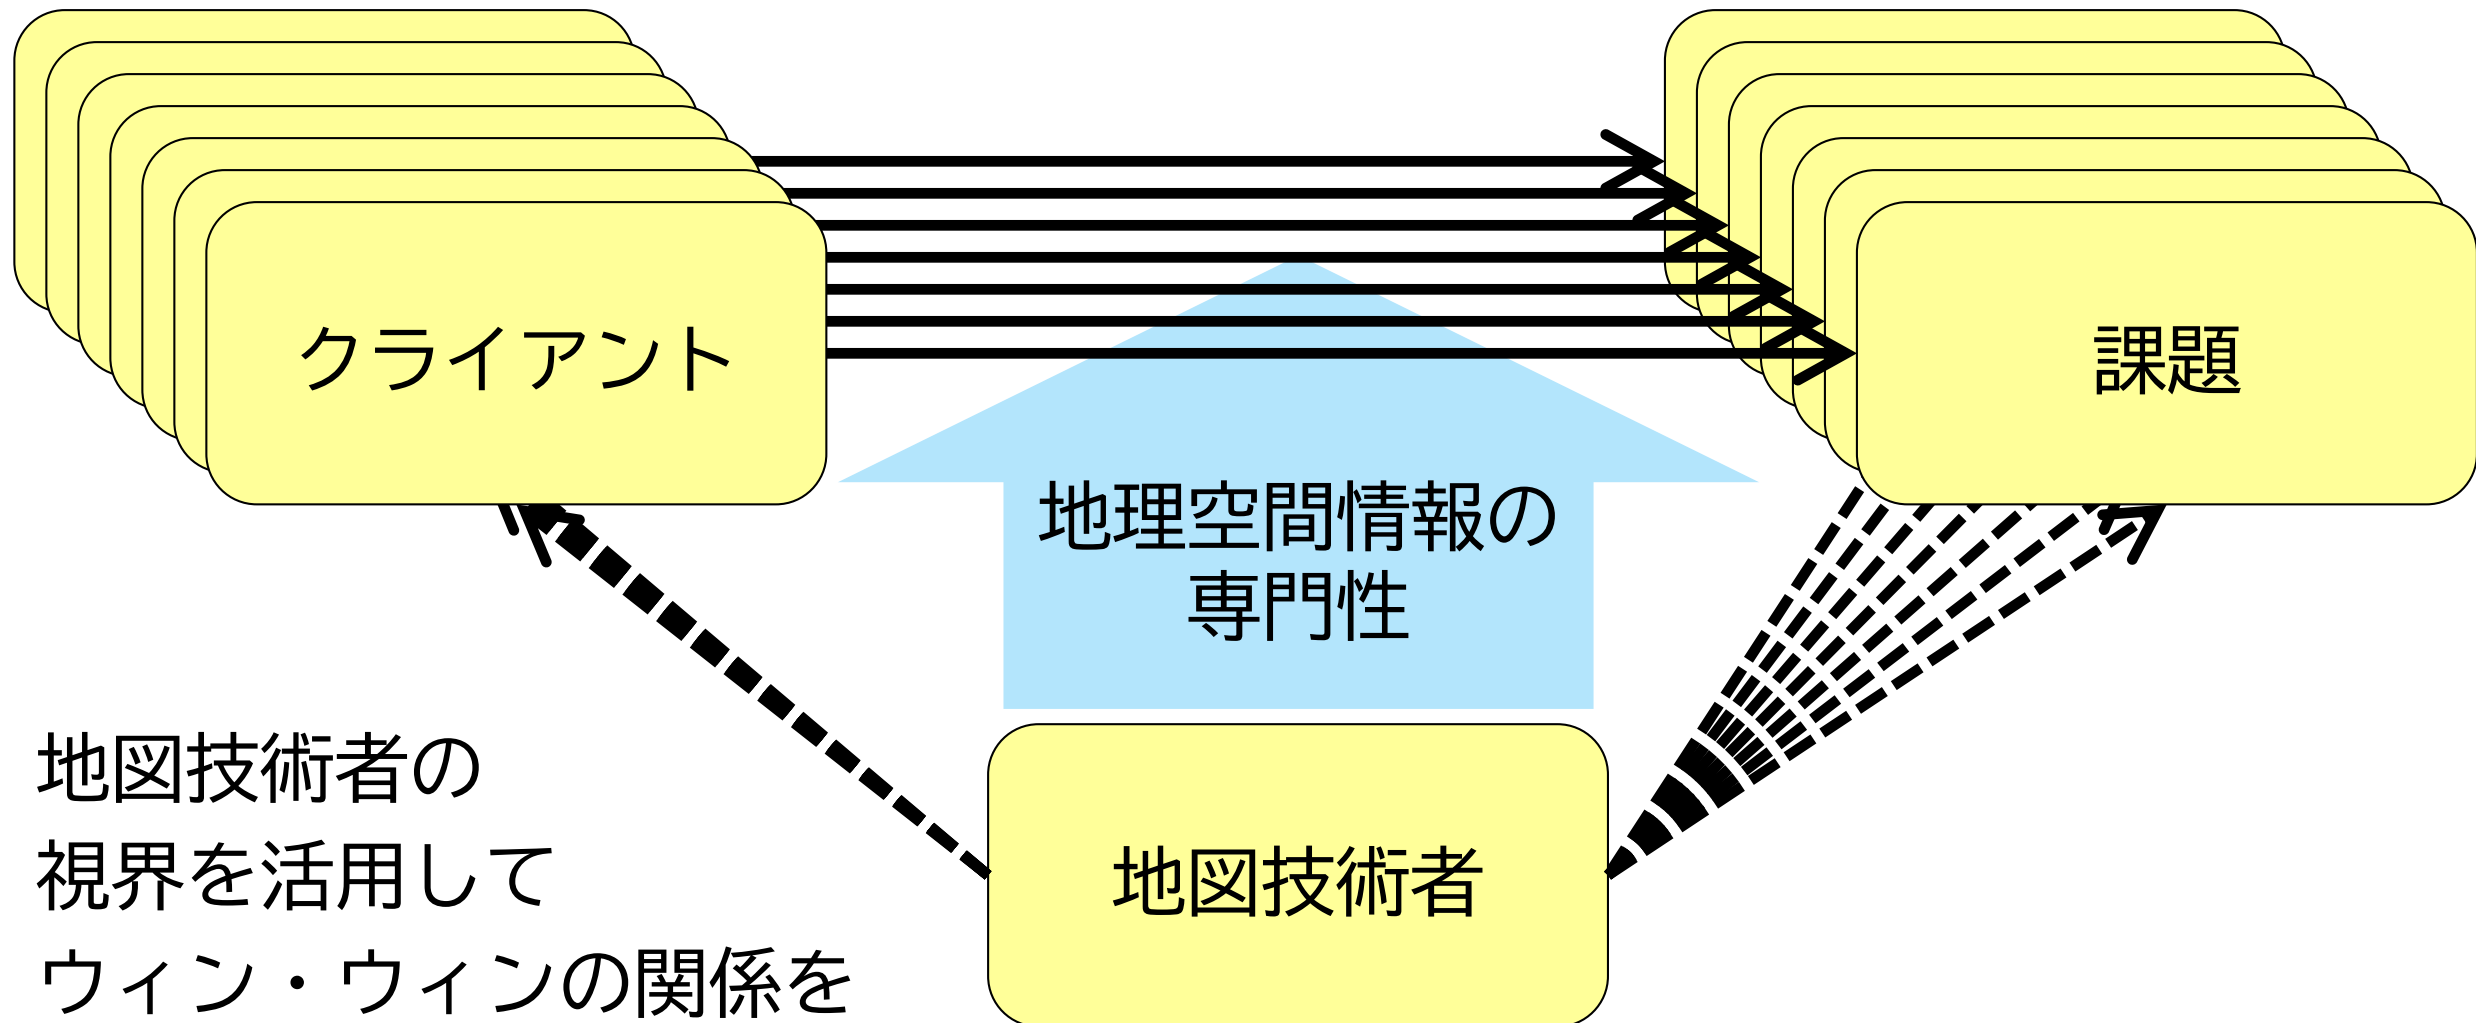 クライアント
課題
地理空間情報の
専門性
地図技術者の
視界を活用して
ウィン・ウィンの関係を
地図技術者